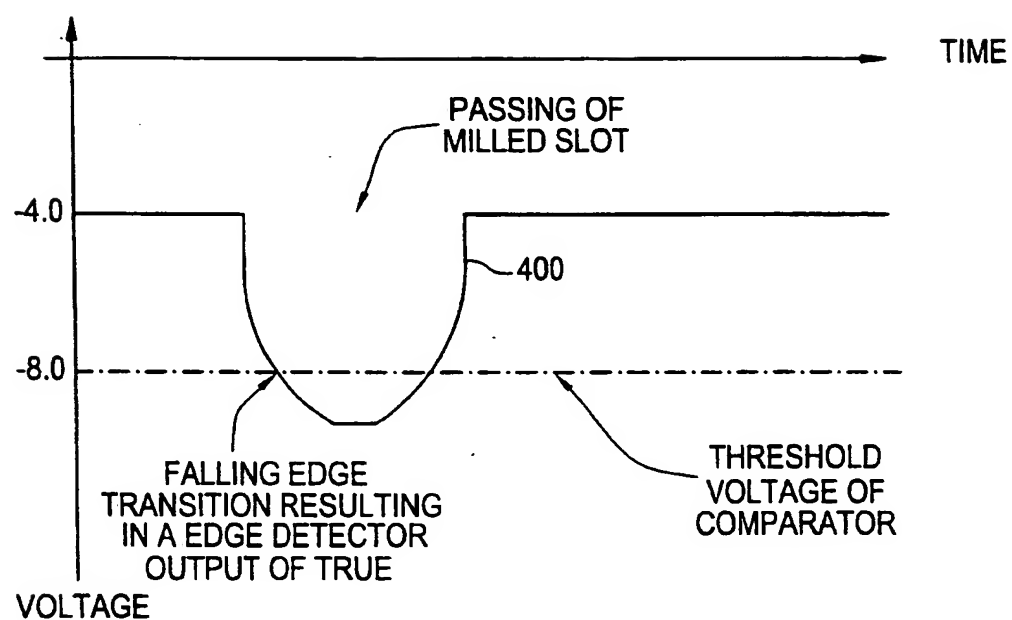 TIME
PASSING OF
MILLED SLOT
-4.0
400
-8.0
FALLING EDGE
TRANSITION RESULTING
IN A EDGE DETECTOR
OUTPUT OF TRUE
THRESHOLD
VOLTAGE OF
COMPARATOR
VOLTAGE